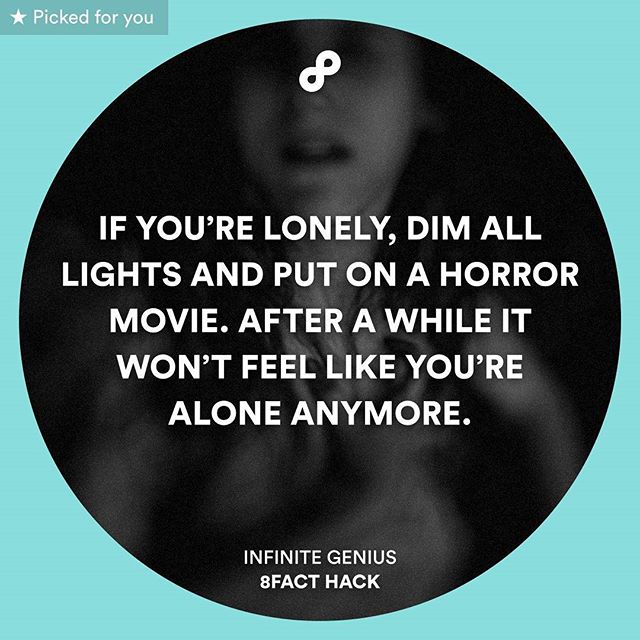 ★ Picked for you
IF YOU’RE LONELY, DIM ALL
LIGHTS AND PUT ON A HORROR
MOVIE. AFTER A WHILE IT
WON’T FEEL LIKE YOU’RE
ALONE ANYMORE.
INFINITE GENIUS
8FACT HACK